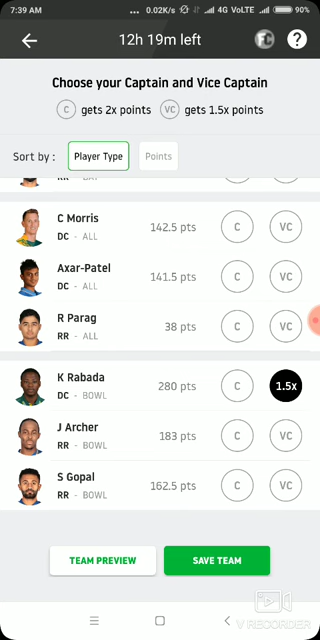 7:39 AM ... 0.02K/s 4G VoLTE 90%
12h 19m left
FC ?
Choose your Captain and Vice Captain
C gets 2x points VC gets 1.5x points
Sort by : Player Type Points
C Morris
DC - ALL 142.5 pts C VC
Axar-Patel
DC - ALL 141.5 pts C VC
R Parag
RR - ALL 38 pts C VC
K Rabada
DC - BOWL 280 pts C 1.5x
J Archer
RR - BOWL 183 pts C VC
S Gopal
RR - BOWL 162.5 pts C VC
TEAM PREVIEW SAVE TEAM
V RECORDER